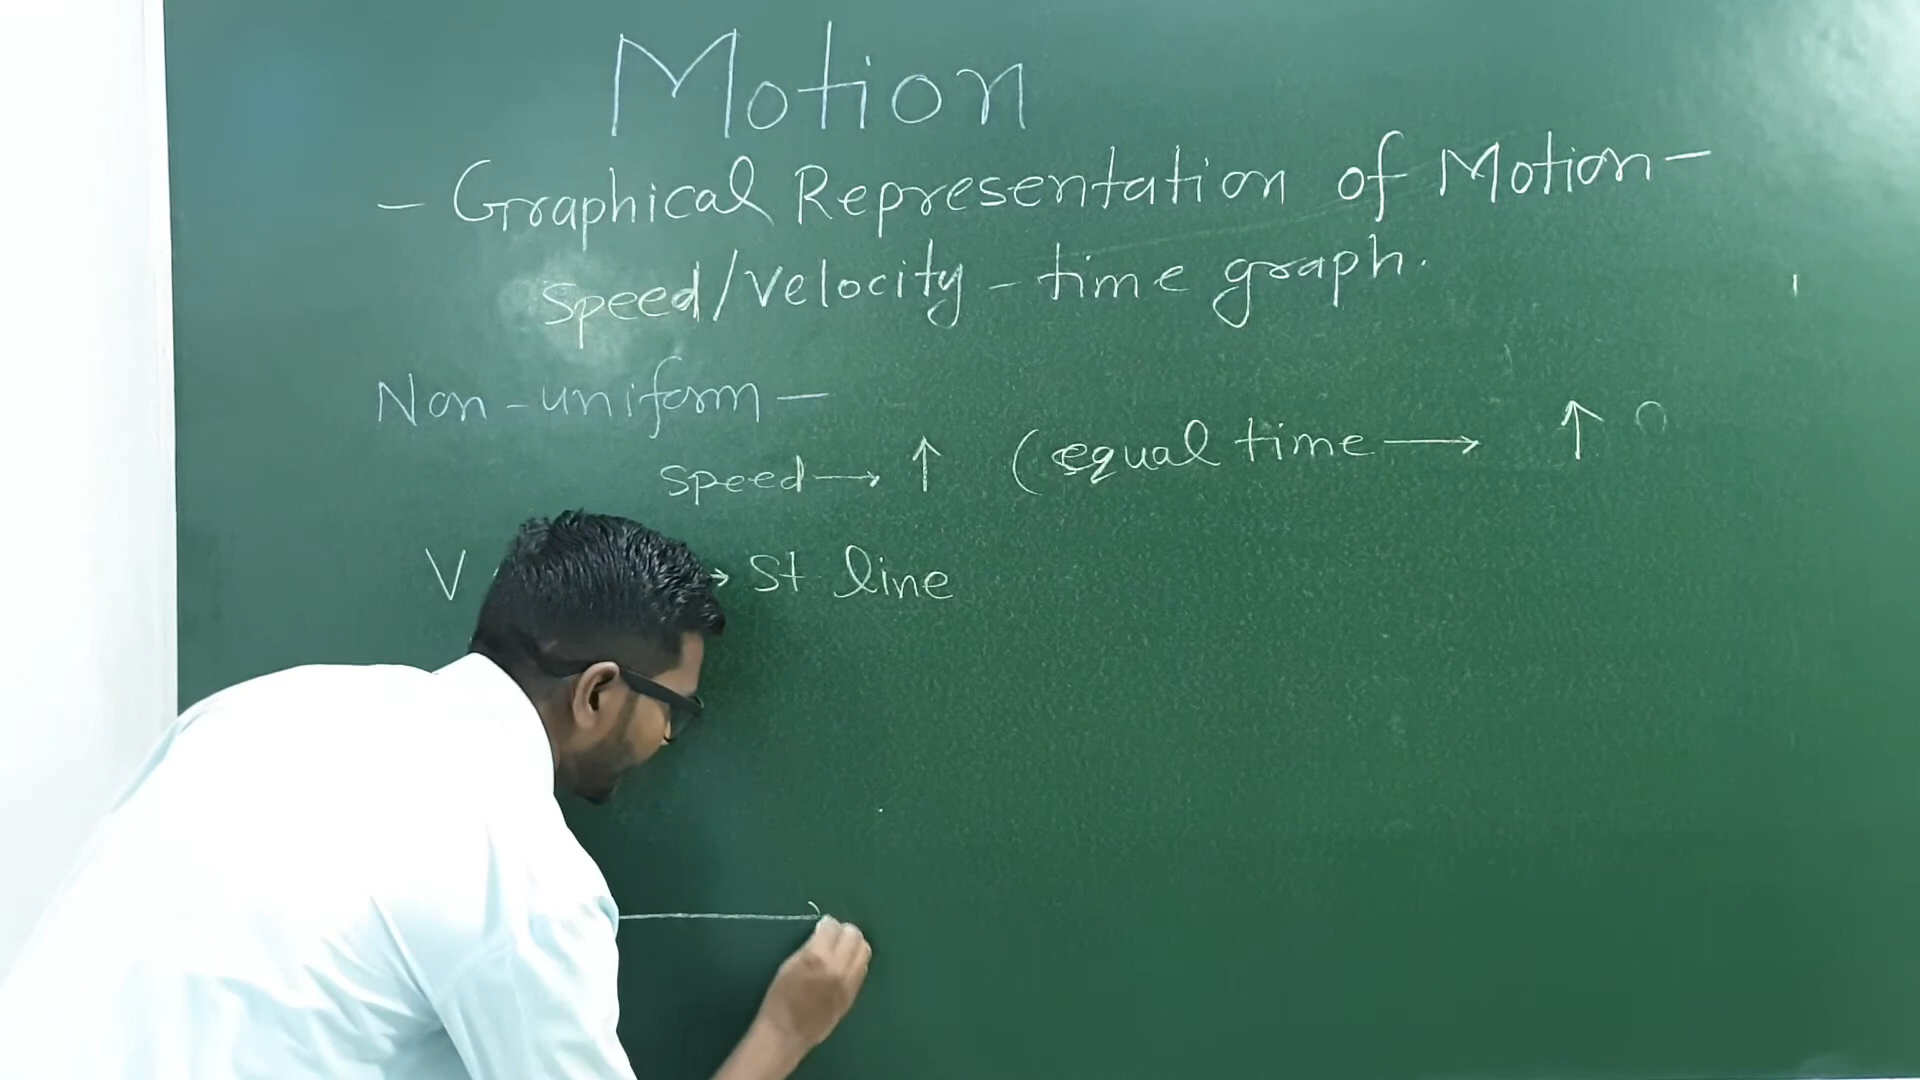 Motion
- Graphical Representation of Motion -
Speed/Velocity - time graph.
Non-uniform -
Speed → ↑ (equal time → ↑
V → St. line